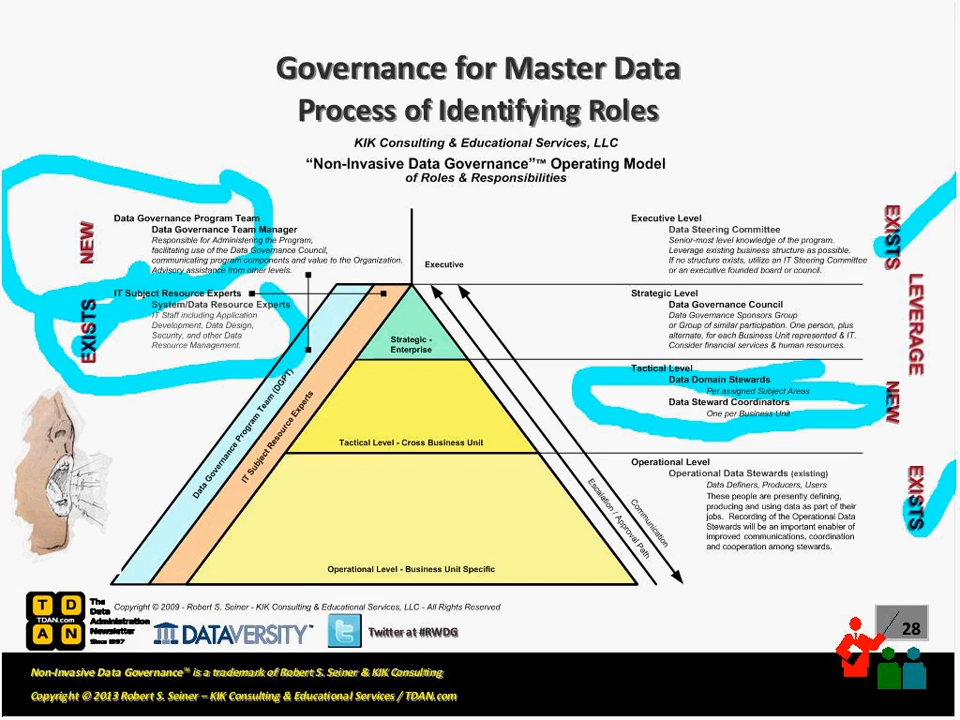 Governance for Master Data
Process of Identifying Roles
KIK Consulting & Educational Services, LLC
“Non-Invasive Data Governance”™ Operating Model
of Roles & Responsibilities
NEW
Data Governance Program Team
Data Governance Team Manager
Responsible for Administering the Program,
facilitating use of the Data Governance Council,
communicating program components and value to the Organization.
Advisory assistance from other levels.
EXISTS
IT Subject Resource Experts
System/Data Resource Experts
IT Staff including Application
Development, Data Design,
Security, and other Data
Resource Management.
Executive
Strategic -
Enterprise
Tactical Level - Cross Business Unit
Operational Level - Business Unit Specific
Data Governance Program Team (DGPT)
IT Subject Resource Experts
Escalation / Approval Path
Communication
Executive Level
Data Steering Committee
Senior-most level knowledge of the program.
Leverage existing business structure as possible.
If no structure exists, utilize an IT Steering Committee
or an executive founded board or council.
EXISTS
Strategic Level
Data Governance Council
Data Governance Sponsors Group
or Group of similar participation. One person, plus
alternate, for each Business Unit represented & IT.
Consider financial services & human resources.
LEVERAGE
Tactical Level
Data Domain Stewards
Per assigned Subject Areas
Data Steward Coordinators
One per Business Unit
NEW
Operational Level
Operational Data Stewards (existing)
Data Definers, Producers, Users
These people are presently defining,
producing and using data as part of their
jobs. Recording of the Operational Data
Stewards will be an important enabler of
improved communications, coordination
and cooperation among stewards.
EXISTS
Copyright © 2009 - Robert S. Seiner - KIK Consulting & Educational Services, LLC - All Rights Reserved
T D
TDAN.com
A N
The
Data
Administration
Newsletter
Since 1997
DATAVERSITY™
Twitter at #RWDG
28
Non-Invasive Data Governance™ is a trademark of Robert S. Seiner & KIK Consulting
Copyright © 2013 Robert S. Seiner – KIK Consulting & Educational Services / TDAN.com